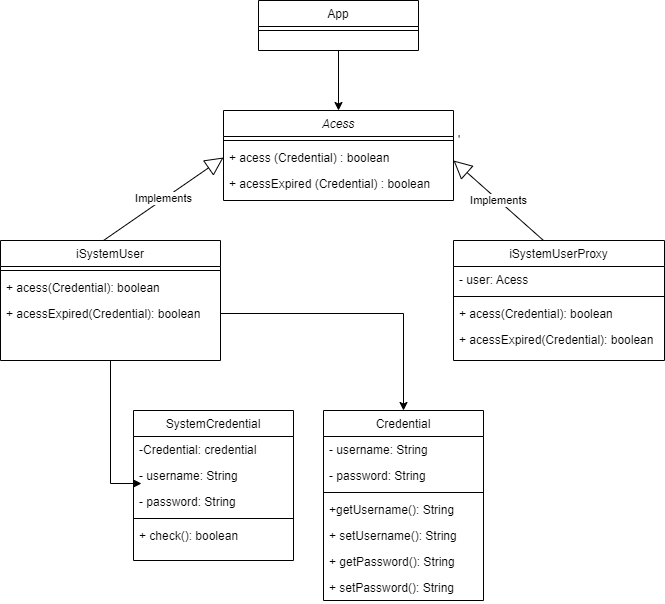 App
Acess
,
+ acess (Credential) : boolean
+ acessExpired (Credential) : boolean
Implements
Implements
iSystemUser
+ acess(Credential): boolean
+ acessExpired(Credential): boolean
iSystemUserProxy
- user: Acess
+ acess(Credential): boolean
+ acessExpired(Credential): boolean
SystemCredential
-Credential: credential
- username: String
- password: String
+ check(): boolean
Credential
- username: String
- password: String
+getUsername(): String
+ setUsername(): String
+ getPassword(): String
+ setPassword(): String